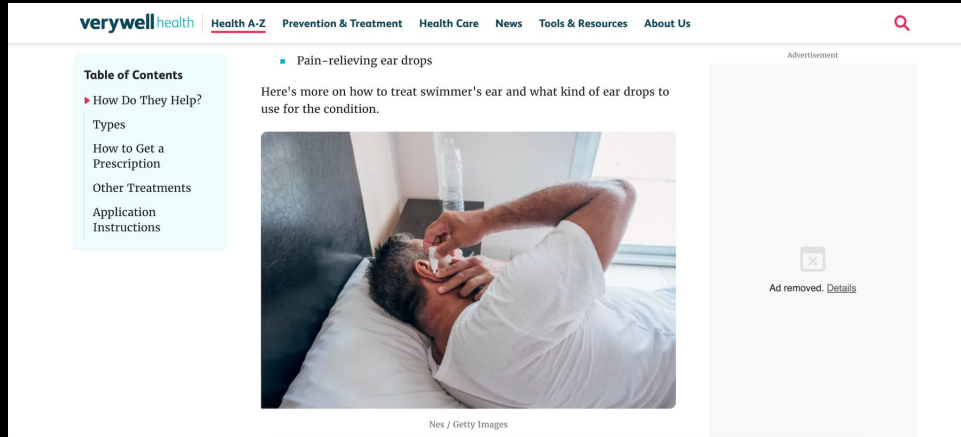 verywell health
Health A-Z
Prevention & Treatment
Health Care
News
Tools & Resources
About Us
Table of Contents
How Do They Help?
Types
How to Get a
Prescription
Other Treatments
Application
Instructions
Pain-relieving ear drops
Here's more on how to treat swimmer's ear and what kind of ear drops to
use for the condition.
Nes / Getty Images
Advertisement
Ad removed. Details